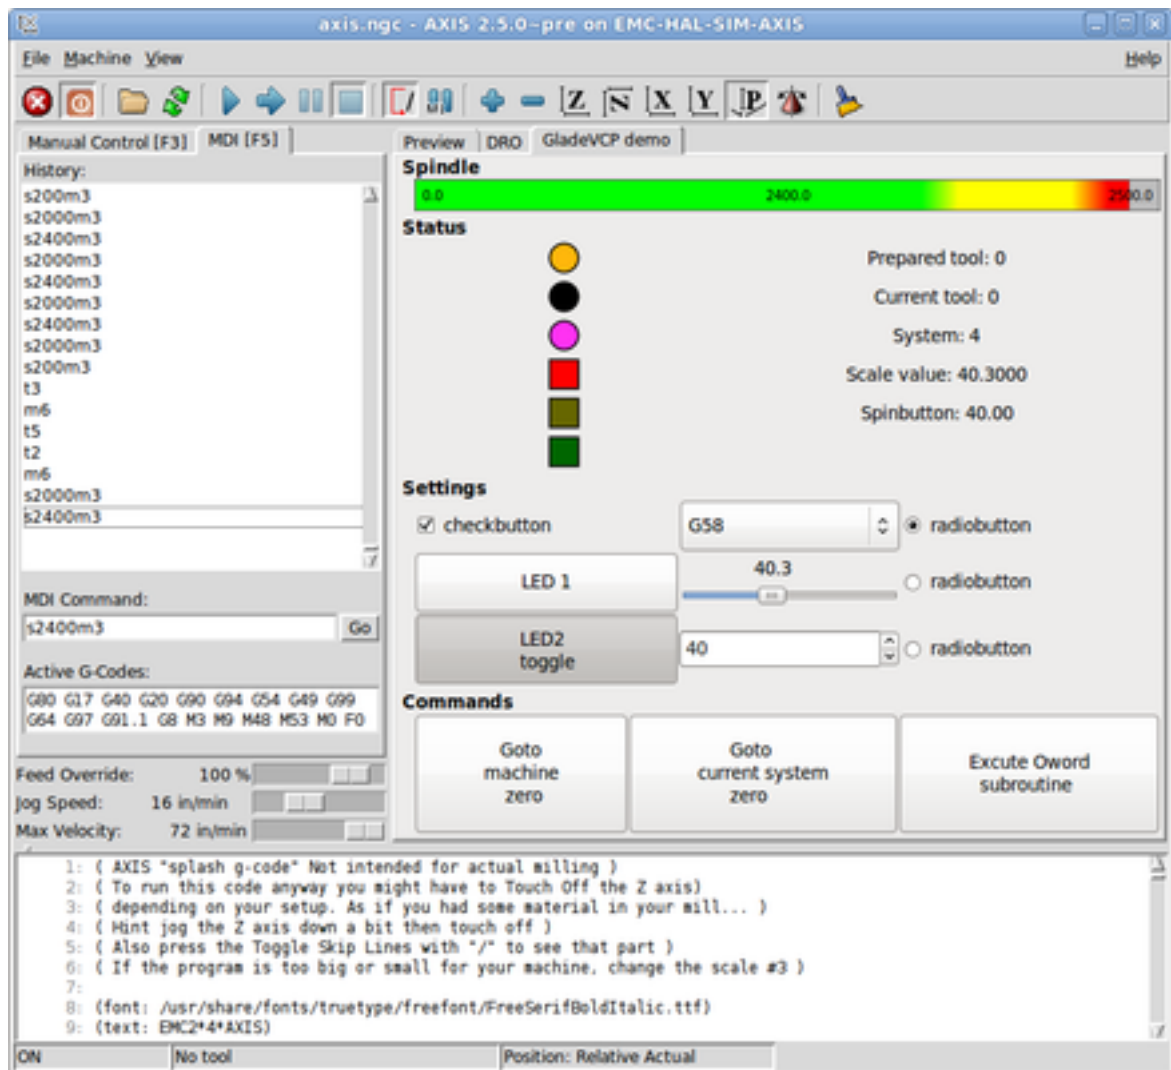 axis.ngc - AXIS 2.5.0~pre on EMC-HAL-SIM-AXIS
File Machine View Help
Z N X Y P
Manual Control [F3] MDI [F5]
History:
s200m3
s2000m3
s2400m3
s2000m3
s2400m3
s2000m3
s2400m3
s2000m3
s200m3
t3
m6
t5
t2
m6
s2000m3
s2400m3
MDI Command:
s2400m3 Go
Active G-Codes:
G80 G17 G40 G20 G90 G94 G54 G49 G99
G64 G97 G91.1 G8 M3 M9 M48 M53 M0 F0
Feed Override: 100 %
Jog Speed: 16 in/min
Max Velocity: 72 in/min
Preview DRO GladeVCP demo
Spindle
0.0 2400.0 2500.0
Status
Prepared tool: 0
Current tool: 0
System: 4
Scale value: 40.3000
Spinbutton: 40.00
Settings
checkbutton G58 radiobutton
LED 1 40.3 radiobutton
LED2
toggle 40 radiobutton
Commands
Goto
machine
zero
Goto
current system
zero
Excute Oword
subroutine
1: ( AXIS "splash g-code" Not intended for actual milling )
2: ( To run this code anyway you might have to Touch Off the Z axis)
3: ( depending on your setup. As if you had some material in your mill... )
4: ( Hint jog the Z axis down a bit then touch off )
5: ( Also press the Toggle Skip Lines with "/" to see that part )
6: ( If the program is too big or small for your machine, change the scale #3 )
7:
8: (font: /usr/share/fonts/truetype/freefont/FreeSerifBoldItalic.ttf)
9: (text: EMC2*4*AXIS)
ON No tool Position: Relative Actual